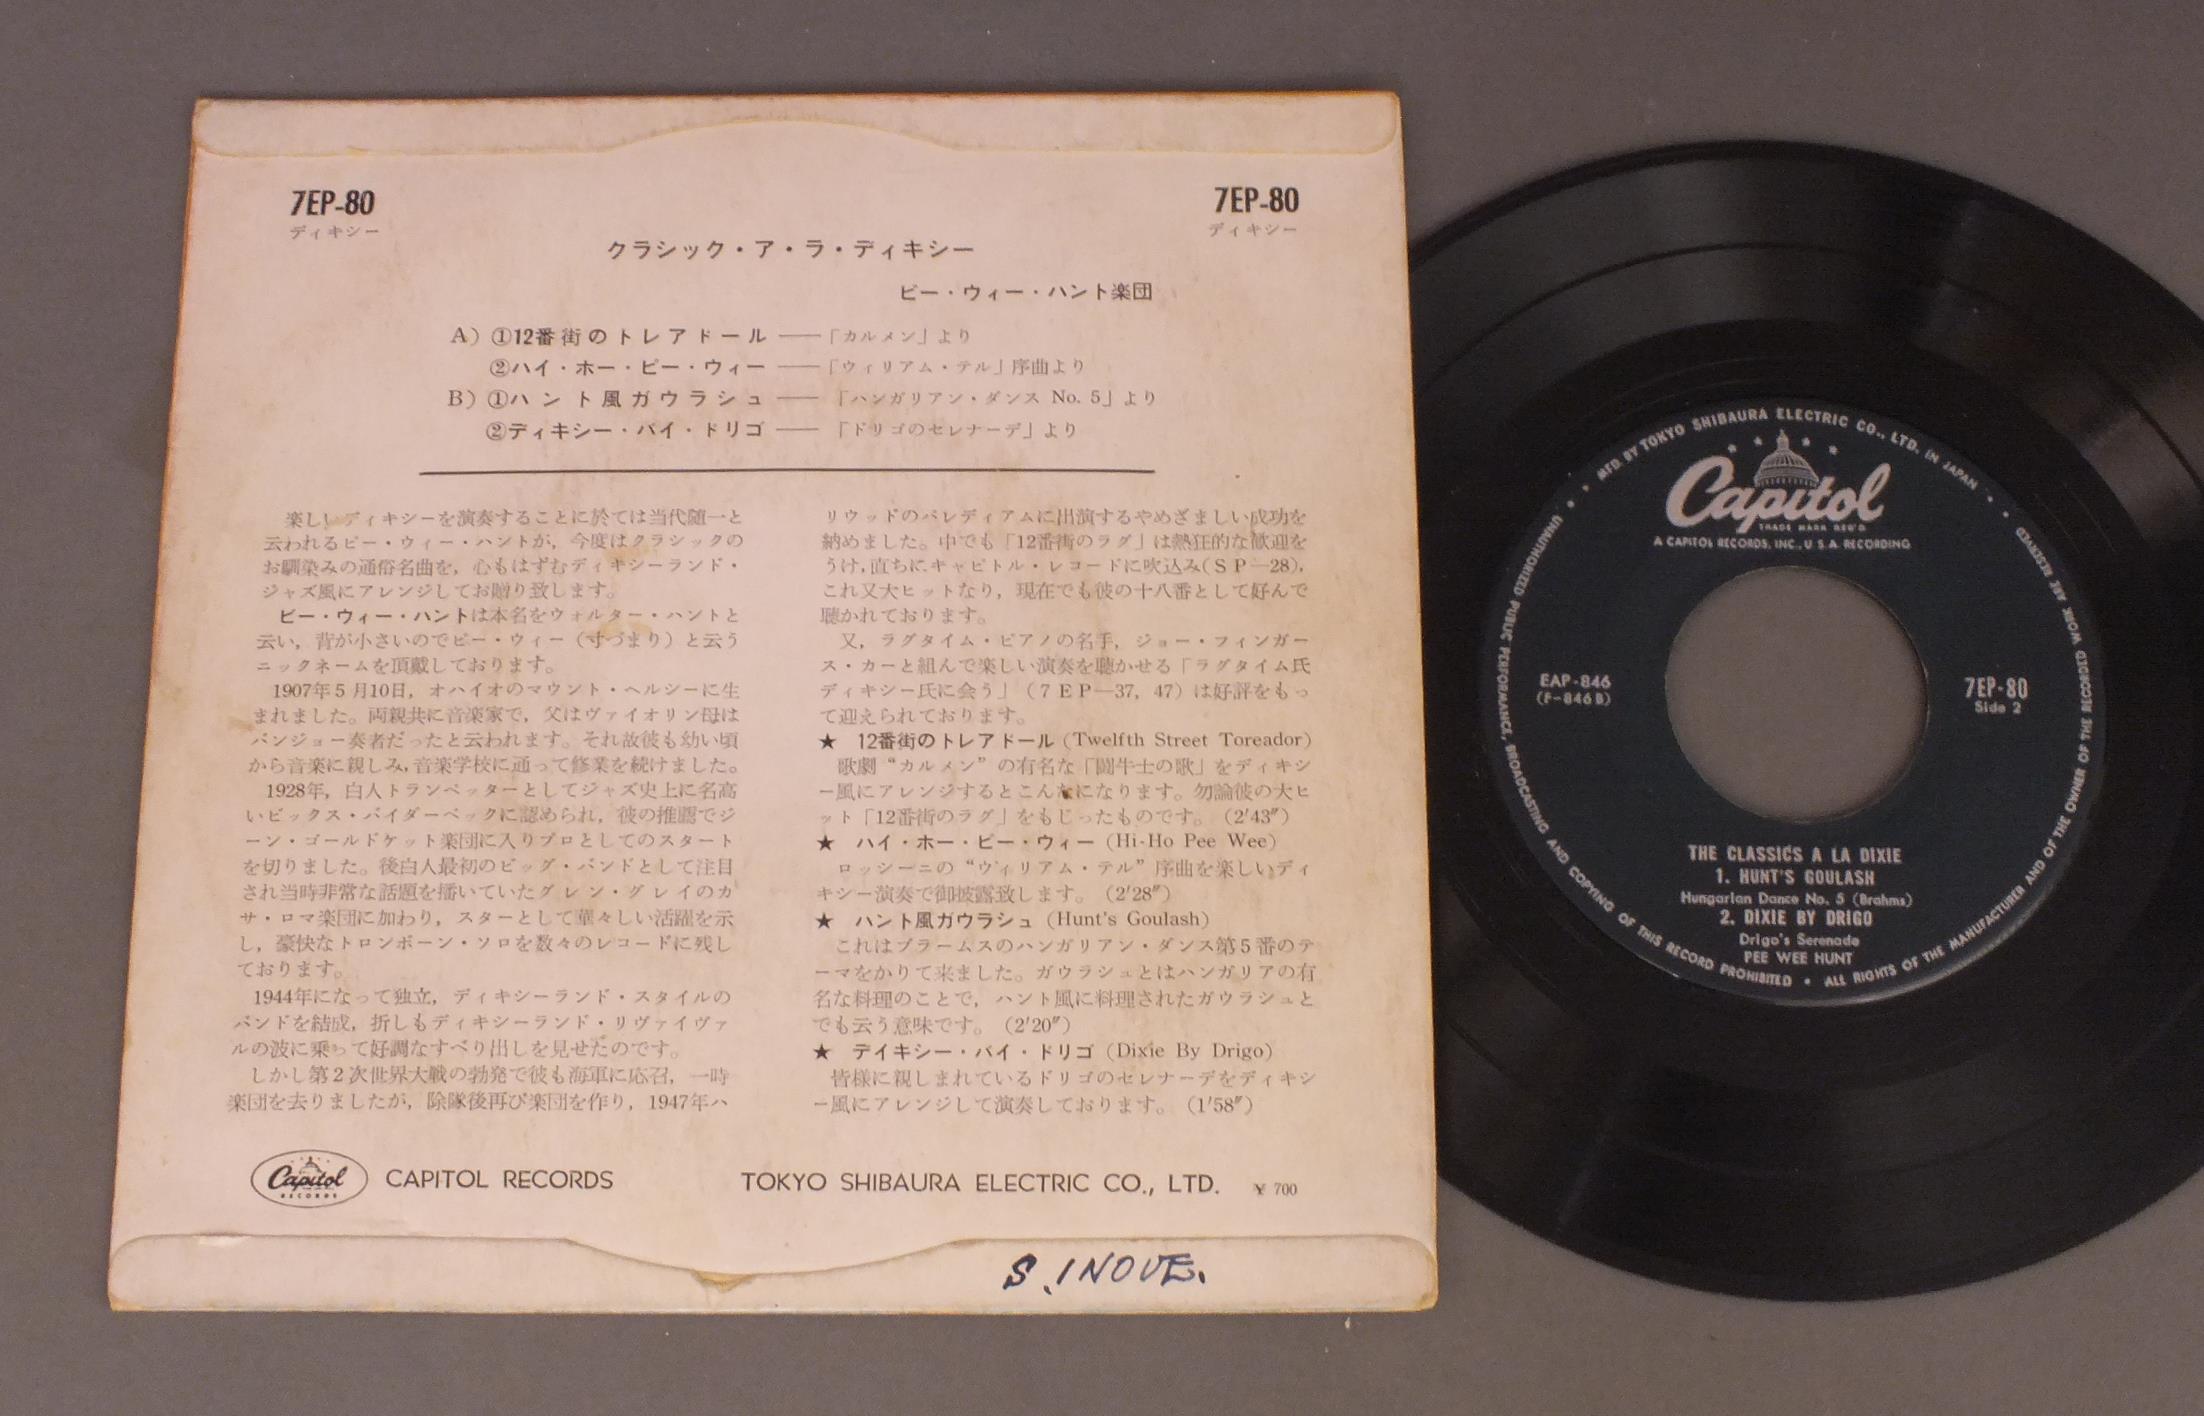 7EP-80
ディキシー
7EP-80
ディキシー
クラシック・ア・ラ・ディキシー
ピー・ウィー・ハント楽団
A) ①12番街のトレアドール ——「カルメン」より
②ハイ・ホー・ピー・ウィー ——「ウィリアム・テル」序曲より
B) ①ハント風ガウラシュ —— 「ハンガリアン・ダンス No. 5」より
②ディキシー・バイ・ドリゴ —— 「ドリゴのセレナーデ」より
楽しいディキシーを演奏することに於ては当代随一と
云われるピー・ウィー・ハントが，今度はクラシックの
お馴染みの通俗名曲を，心もはずむディキシーランド・
ジャズ風にアレンジしてお贈り致します。
ピー・ウィー・ハントは本名をウォルター・ハントと
云い，背が小さいのでピー・ウィー（寸づまり）と云う
ニックネームを頂戴しております。
1907年5月10日，オハイオのマウント・ヘルシーに生
まれました。両親共に音楽家で，父はヴァイオリン母は
バンジョー奏者だったと云われます。それ故彼も幼い頃
から音楽に親しみ，音楽学校に通って修業を続けました。
1928年，白人トランペッターとしてジャズ史上に名高
いビックス・バイダーベックに認められ，彼の推薦でジ
ーン・ゴールドケット楽団に入りプロとしてのスタート
を切りました。後白人最初のビッグ・バンドとして注目
され当時非常な話題を播いていたグレン・グレイのカ
サ・ロマ楽団に加わり，スターとして華々しい活躍を示
し，豪快なトロンボーン・ソロを数々のレコードに残し
ております。
1944年になって独立，ディキシーランド・スタイルの
バンドを結成，折しもディキシーランド・リヴァイヴァ
ルの波に乗って好調なすべり出しを見せたのです。
しかし第2次世界大戦の勃発で彼も海軍に応召，一時
楽団を去りましたが，除隊後再び楽団を作り，1947年ハ
リウッドのパレディアムに出演するやめざましい成功を
納めました。中でも「12番街のラグ」は熱狂的な歓迎を
うけ，直ちにキャピトル・レコードに吹込み(SP—28)，
これ又大ヒットなり，現在でも彼の十八番として好んで
聴かれております。
又，ラグタイム・ピアノの名手，ジョー・フィンガー
ス・カーと組んで楽しい演奏を聴かせる「ラグタイム氏
ディキシー氏に会う」（7EP—37，47）は好評をもっ
て迎えられております。
★ 12番街のトレアドール (Twelfth Street Toreador)
歌劇“カルメン”の有名な「闘牛士の歌」をディキシ
ー風にアレンジするとこんなになります。勿論彼の大ヒ
ット「12番街のラグ」をもじったものです。（2′43″）
★ ハイ・ホー・ピー・ウィー (Hi-Ho Pee Wee)
ロッシーニの“ウィリアム・テル”序曲を楽しいディ
キシー演奏で御披露致します。（2′28″）
★ ハント風ガウラシュ (Hunt's Goulash)
これはブラームスのハンガリアン・ダンス第5番のテ
ーマをかりて来ました。ガウラシュとはハンガリアの有
名な料理のことで，ハント風に料理されたガウラシュと
でも云う意味です。（2′20″）
★ デイキシー・バイ・ドリゴ (Dixie By Drigo)
皆様に親しまれているドリゴのセレナーデをディキシ
ー風にアレンジして演奏しております。（1′58″）
Capitol
RECORDS
CAPITOL RECORDS
TOKYO SHIBAURA ELECTRIC CO., LTD.
¥ 700
S. INOUE.
MFD. BY TOKYO SHIBAURA ELECTRIC CO., LTD. IN JAPAN
Capitol
TRADE MARK REG'D.
A CAPITOL RECORDS, INC., U.S.A. RECORDING
EAP-846
(F-846B)
7EP-80
Side 2
THE CLASSICS A LA DIXIE
1. HUNT'S GOULASH
Hungarian Dance No. 5 (Brahms)
2. DIXIE BY DRIGO
Drigo's Serenade
PEE WEE HUNT
UNAUTHORIZED PUBLIC PERFORMANCE, BROADCASTING AND COPYING OF THIS RECORD PROHIBITED • ALL RIGHTS OF THE MANUFACTURER AND OF THE OWNER OF THE RECORDED WORK ARE RESERVED